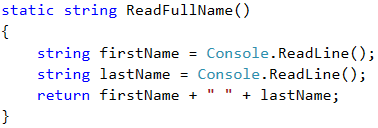 static string ReadFullName()
{
    string firstName = Console.ReadLine();
    string lastName = Console.ReadLine();
    return firstName + " " + lastName;
}